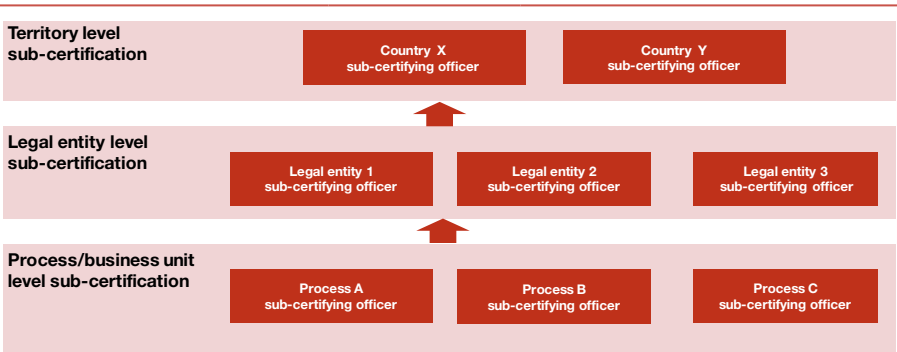 Territory level
sub-certification
Country X
sub-certifying officer
Country Y
sub-certifying officer
Legal entity level
sub-certification
Legal entity 1
sub-certifying officer
Legal entity 2
sub-certifying officer
Legal entity 3
sub-certifying officer
Process/business unit
level sub-certification
Process A
sub-certifying officer
Process B
sub-certifying officer
Process C
sub-certifying officer